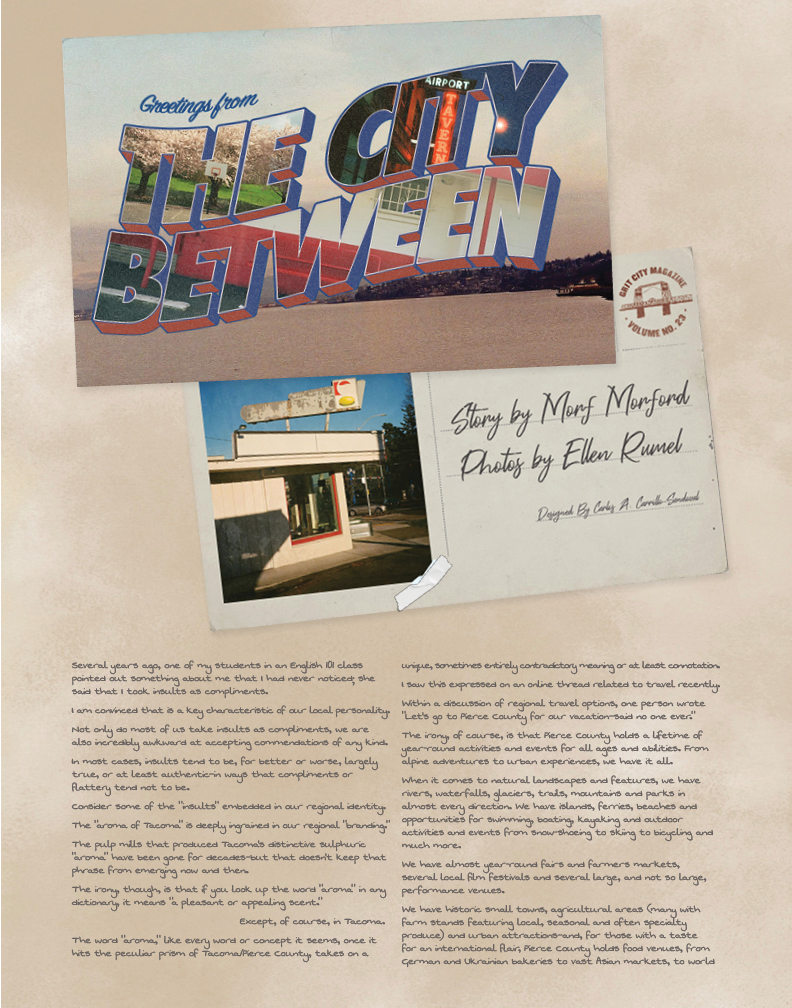 Greetings from
THE CITY
AIRPORT
TAVERN
BETWEEN
GRIT CITY MAGAZINE
• VOLUME NO. 23 •
Story by Morf Morford
Photos by Ellen Rumel
Designed By Carlos A. Carrillo-Sandoval
Several years ago, one of my students in an English 101 class
pointed out something about me that I had never noticed; she
said that I took insults as compliments.
I am convinced that is a key characteristic of our local personality.
Not only do most of us take insults as compliments, we are
also incredibly awkward at accepting commendations of any kind.
In most cases, insults tend to be, for better or worse, largely
true, or at least authentic-in ways that compliments or
flattery tend not to be.
Consider some of the "insults" embedded in our regional identity.
The "aroma of Tacoma" is deeply ingrained in our regional "branding."
The pulp mills that produced Tacoma's distinctive sulphuric
"aroma" have been gone for decades-but that doesn't keep that
phrase from emerging now and then.
The irony, though, is that if you look up the word "aroma" in any
dictionary, it means "a pleasant or appealing scent."
Except, of course, in Tacoma.
The word "aroma," like every word or concept it seems, once it
hits the peculiar prism of Tacoma/Pierce County, takes on a
unique, sometimes entirely contradictory meaning or at least connotation.
I saw this expressed on an online thread related to travel recently.
Within a discussion of regional travel options, one person wrote
"Let's go to Pierce County for our vacation-said no one ever."
The irony, of course, is that Pierce County holds a lifetime of
year-round activities and events for all ages and abilities. From
alpine adventures to urban experiences, we have it all.
When it comes to natural landscapes and features, we have
rivers, waterfalls, glaciers, trails, mountains and parks in
almost every direction. We have islands, ferries, beaches and
opportunities for swimming, boating, kayaking and outdoor
activities and events from snow-shoeing to skiing to bicycling and
much more.
We have almost year-round fairs and farmers markets,
several local film festivals and several large, and not so large,
performance venues.
We have historic small towns, agricultural areas (many with
farm stands featuring local, seasonal and often specialty
produce) and urban attractions-and, for those with a taste
for an international flair, Pierce County holds food venues, from
German and Ukrainian bakeries to vast Asian markets, to world